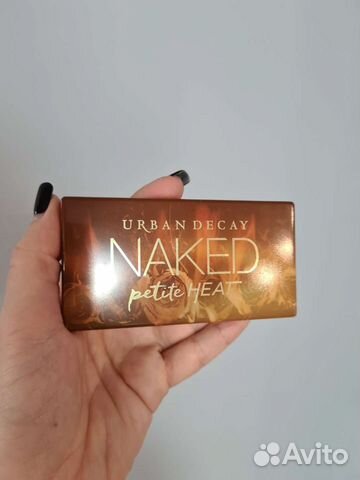 URBAN DECAY
NAKED
petite HEAT
Avito